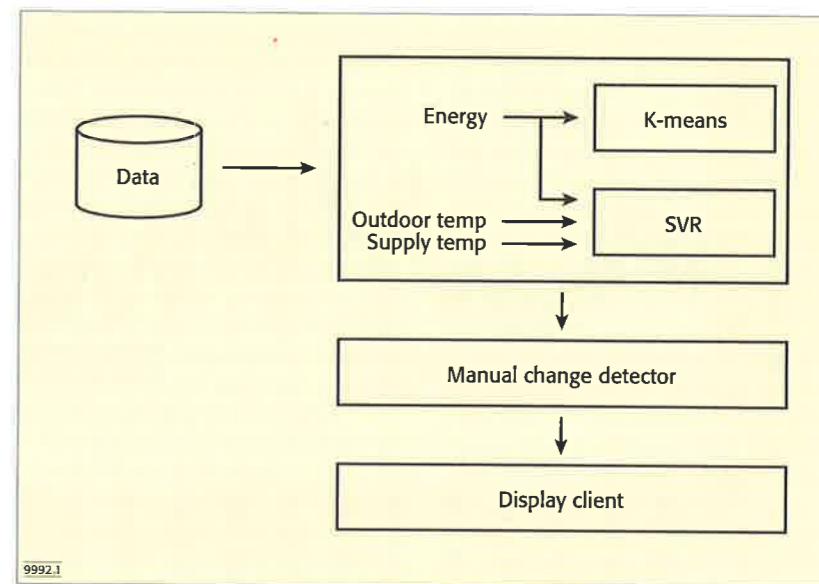 Data
Energy
K-means
Outdoor temp
Supply temp
SVR
Manual change detector
Display client
9992.1